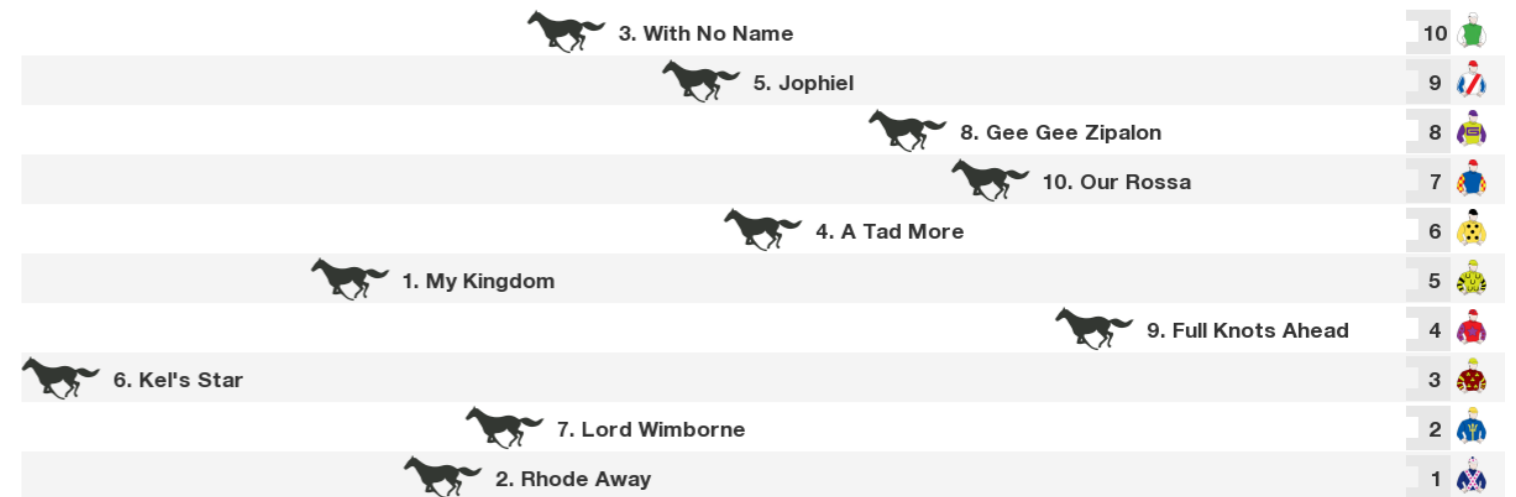 3. With No Name 10
5. Jophiel 9
8. Gee Gee Zipalon 8
10. Our Rossa 7
4. A Tad More 6
1. My Kingdom 5
9. Full Knots Ahead 4
6. Kel's Star 3
7. Lord Wimborne 2
2. Rhode Away 1